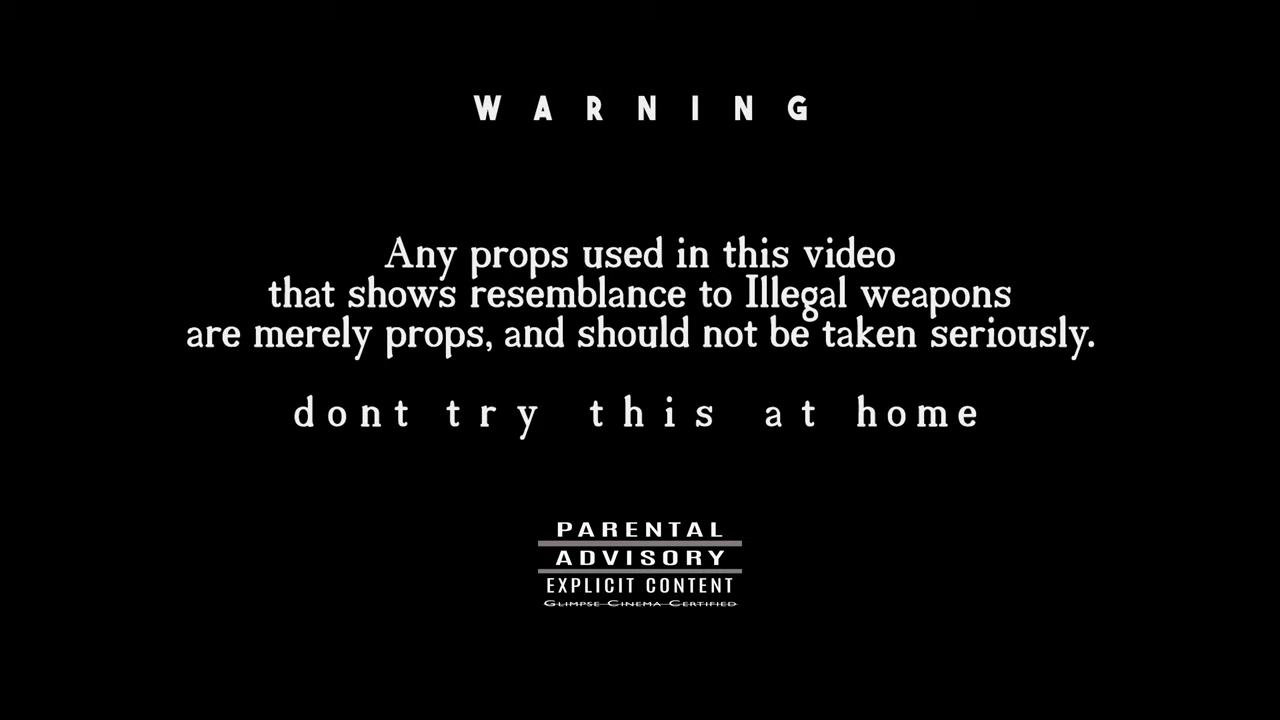 WARNING
Any props used in this video
that shows resemblance to Illegal weapons
are merely props, and should not be taken seriously.
dont try this at home
PARENTAL
ADVISORY
EXPLICIT CONTENT
Glimpse Cinema Certified